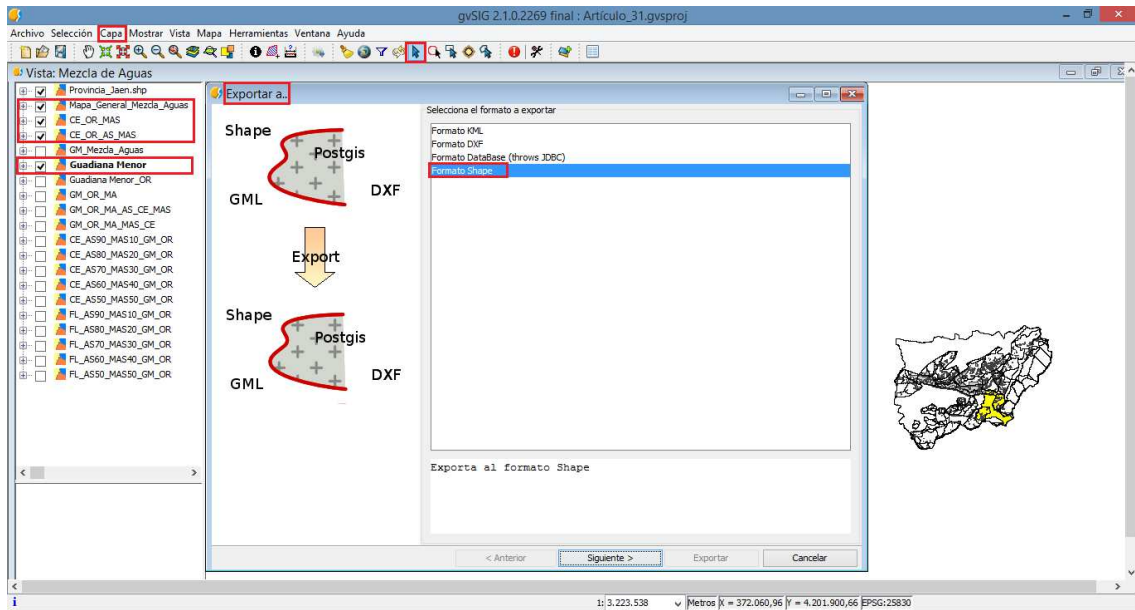 gvSIG 2.1.0.2269 final : Artículo_31.gvsproj
Archivo Selección Capa Mostrar Vista Mapa Herramientas Ventana Ayuda
Vista: Mezcla de Aguas
Provincia_Jaen.shp
Mapa_General_Mezcla_Aguas
CE_OR_MAS
CE_OR_AS_MAS
GM_Mezcla_Aguas
Guadiana Menor
Guadiana Menor_OR
GM_OR_MA
GM_OR_MA_AS_CE_MAS
GM_OR_MA_MAS_CE
CE_AS90_MAS10_GM_OR
CE_AS80_MAS20_GM_OR
CE_AS70_MAS30_GM_OR
CE_AS60_MAS40_GM_OR
CE_AS50_MAS50_GM_OR
FL_AS90_MAS10_GM_OR
FL_AS80_MAS20_GM_OR
FL_AS70_MAS30_GM_OR
FL_AS60_MAS40_GM_OR
FL_AS50_MAS50_GM_OR
Exportar a..
Shape
Postgis
GML
DXF
Export
Shape
Postgis
GML
DXF
Selecciona el formato a exportar
Formato KML
Formato DXF
Formato DataBase (throws JDBC)
Formato Shape
Exporta al formato Shape
< Anterior Siguiente > Exportar Cancelar
1: 3.223.538 Metros X = 372.060,96 Y = 4.201.900,66 EPSG:25830